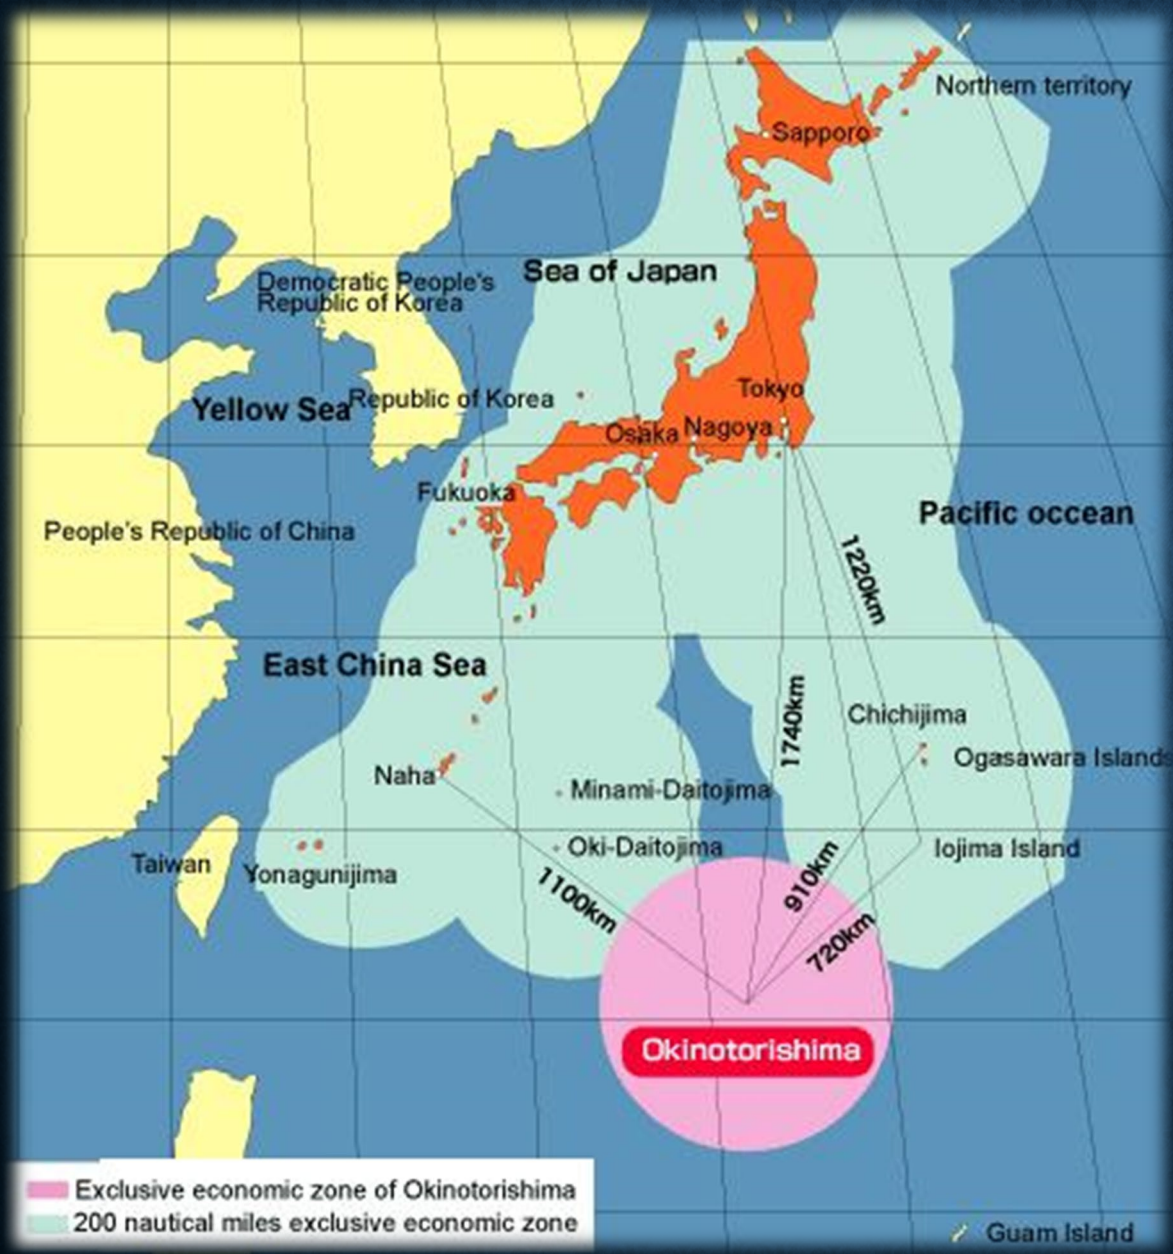 Northern territory
Sapporo
Sea of Japan
Democratic People's
Republic of Korea
Tokyo
Yellow Sea
Republic of Korea
Osaka
Nagoya
Fukuoka
Pacific occean
People's Republic of China
1220km
East China Sea
1740km
Chichijima
Ogasawara Islands
Naha
Minami-Daitojima
Oki-Daitojima
Iojima Island
Taiwan
Yonagunijima
1100km
910km
720km
Okinotorishima
Exclusive economic zone of Okinotorishima
200 nautical miles exclusive economic zone
Guam Island